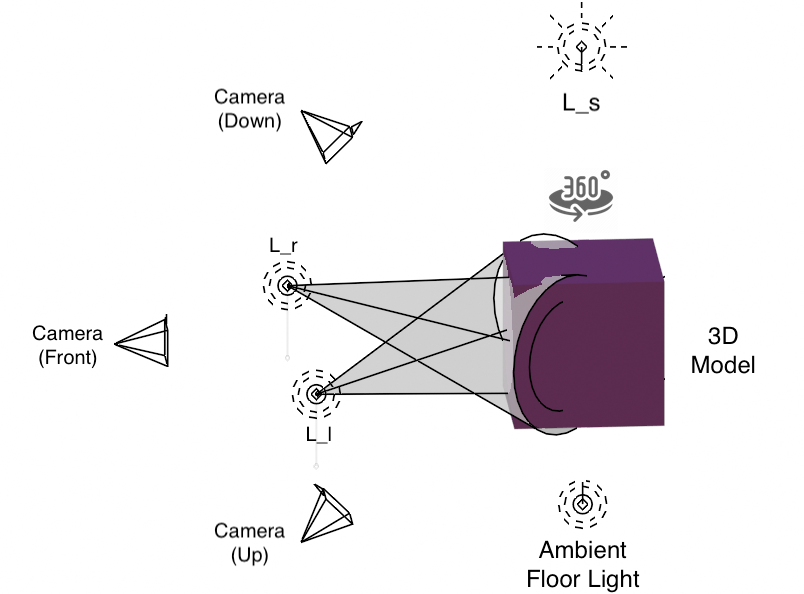 L_s
Camera
(Down)
360°
L_r
Camera
(Front)
3D
Model
L_l
Camera
(Up)
Ambient
Floor Light